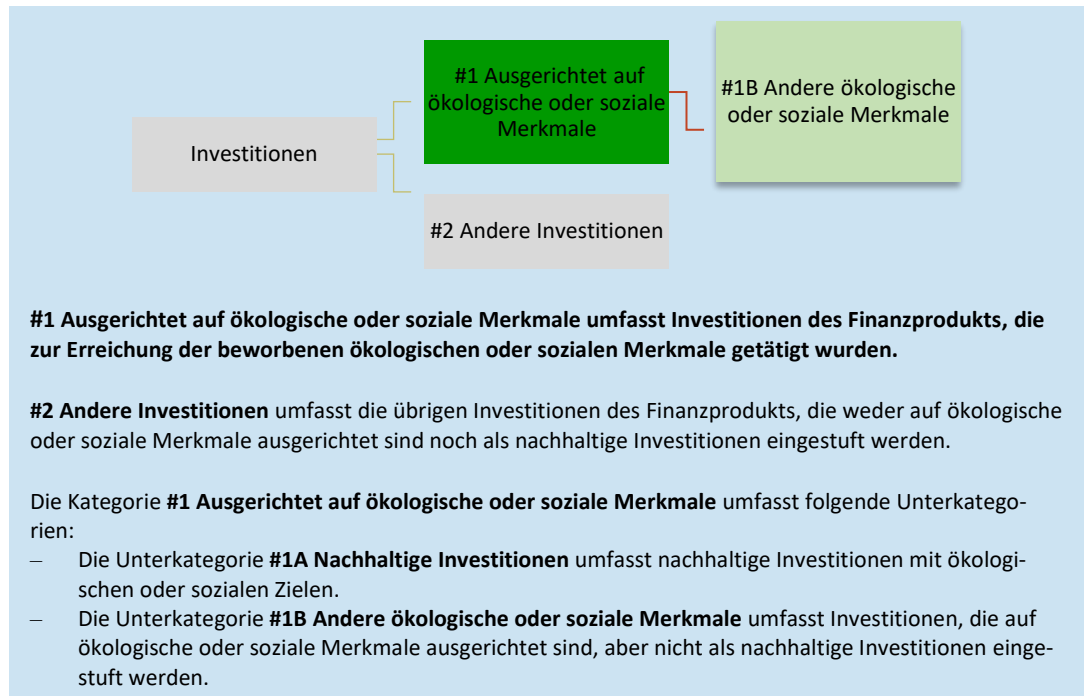 #1 Ausgerichtet auf
ökologische oder soziale
Merkmale
#1B Andere ökologische
oder soziale Merkmale
Investitionen
#2 Andere Investitionen
#1 Ausgerichtet auf ökologische oder soziale Merkmale umfasst Investitionen des Finanzprodukts, die
zur Erreichung der beworbenen ökologischen oder sozialen Merkmale getätigt wurden.
#2 Andere Investitionen umfasst die übrigen Investitionen des Finanzprodukts, die weder auf ökologische
oder soziale Merkmale ausgerichtet sind noch als nachhaltige Investitionen eingestuft werden.
Die Kategorie #1 Ausgerichtet auf ökologische oder soziale Merkmale umfasst folgende Unterkatego-
rien:
– Die Unterkategorie #1A Nachhaltige Investitionen umfasst nachhaltige Investitionen mit ökologi-
schen oder sozialen Zielen.
– Die Unterkategorie #1B Andere ökologische oder soziale Merkmale umfasst Investitionen, die auf
ökologische oder soziale Merkmale ausgerichtet sind, aber nicht als nachhaltige Investitionen einge-
stuft werden.